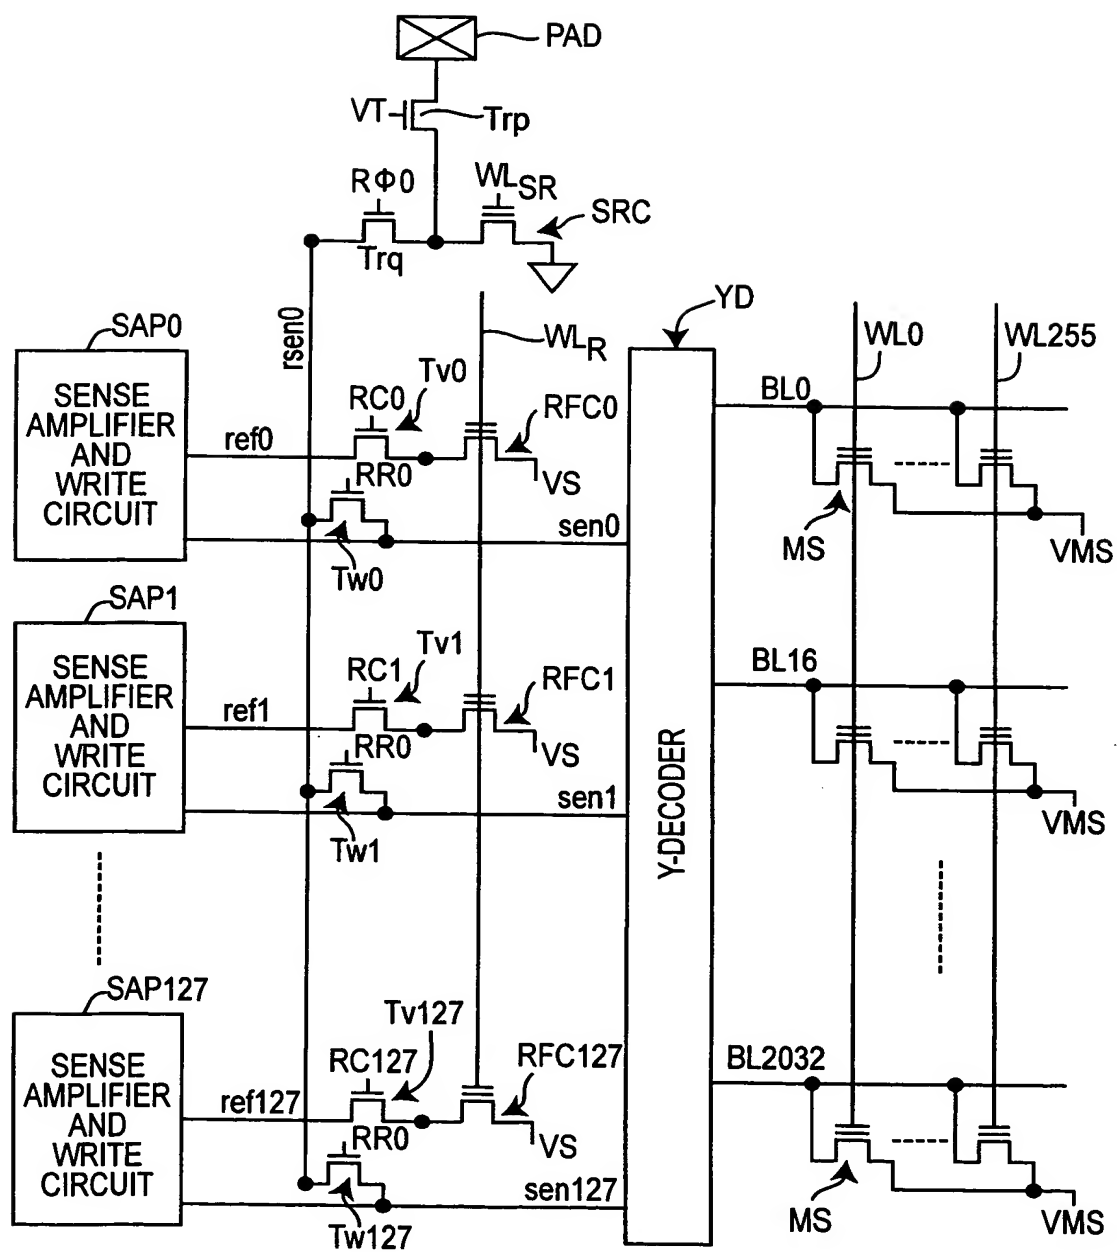 PAD
VT
Trp
RΦ0
WLSR
SRC
Trq
rsen0
WLR
YD
WL0
WL255
SAP0
SENSE
AMPLIFIER
AND
WRITE
CIRCUIT
ref0
RC0
Tv0
RFC0
VS
RR0
sen0
Tw0
BL0
MS
VMS
SAP1
SENSE
AMPLIFIER
AND
WRITE
CIRCUIT
ref1
RC1
Tv1
RFC1
VS
RR0
sen1
Tw1
BL16
VMS
Y-DECODER
SAP127
SENSE
AMPLIFIER
AND
WRITE
CIRCUIT
ref127
RC127
Tv127
RFC127
VS
RR0
sen127
Tw127
BL2032
MS
VMS